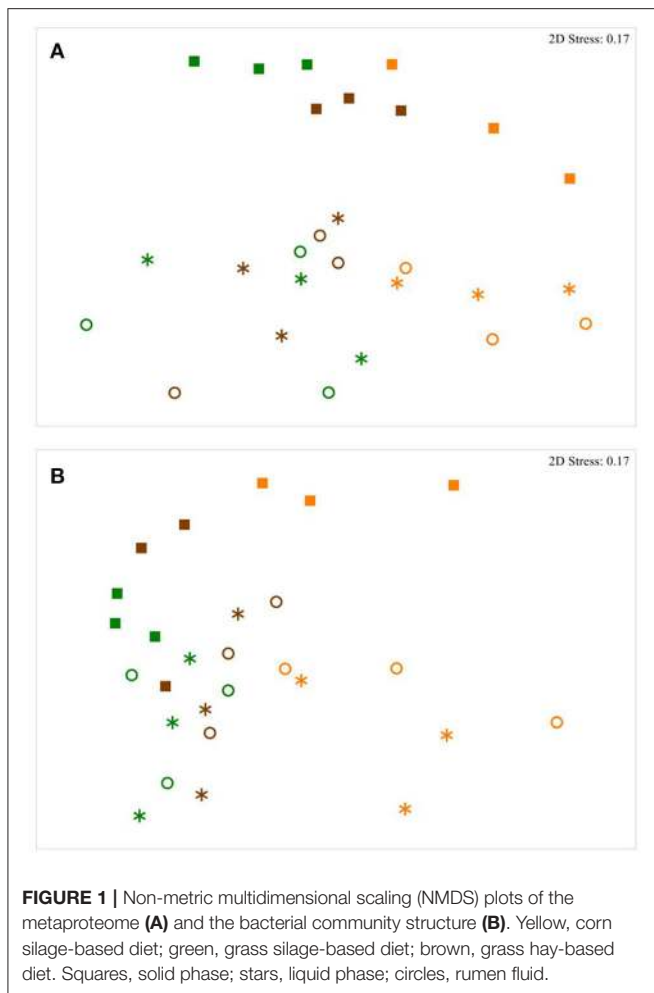 A
2D Stress: 0.17
B
2D Stress: 0.17
FIGURE 1 | Non-metric multidimensional scaling (NMDS) plots of the
metaproteome (A) and the bacterial community structure (B). Yellow, corn
silage-based diet; green, grass silage-based diet; brown, grass hay-based
diet. Squares, solid phase; stars, liquid phase; circles, rumen fluid.